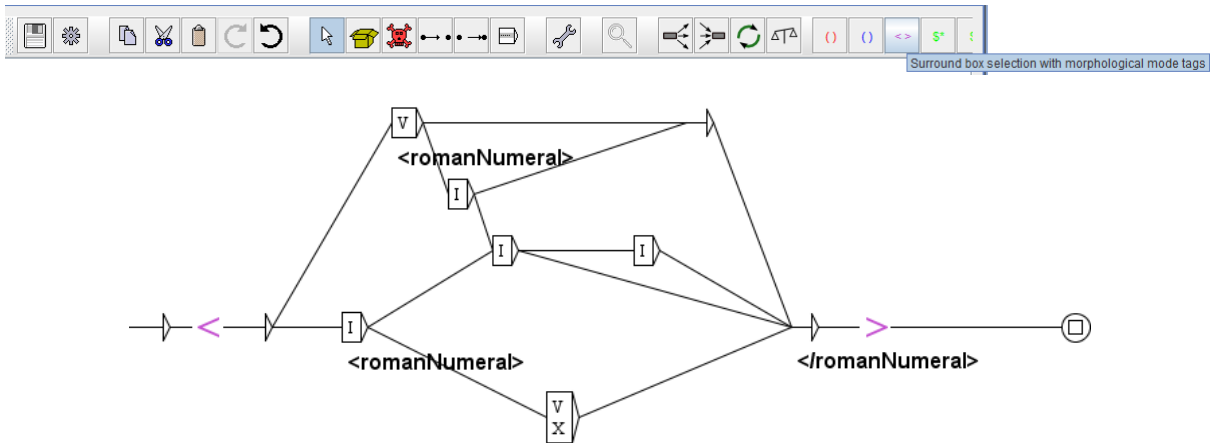 () () <> $* $
Surround box selection with morphological mode tags
V
<romanNumeral>
I
I I
< I >
<romanNumeral> </romanNumeral>
V
X